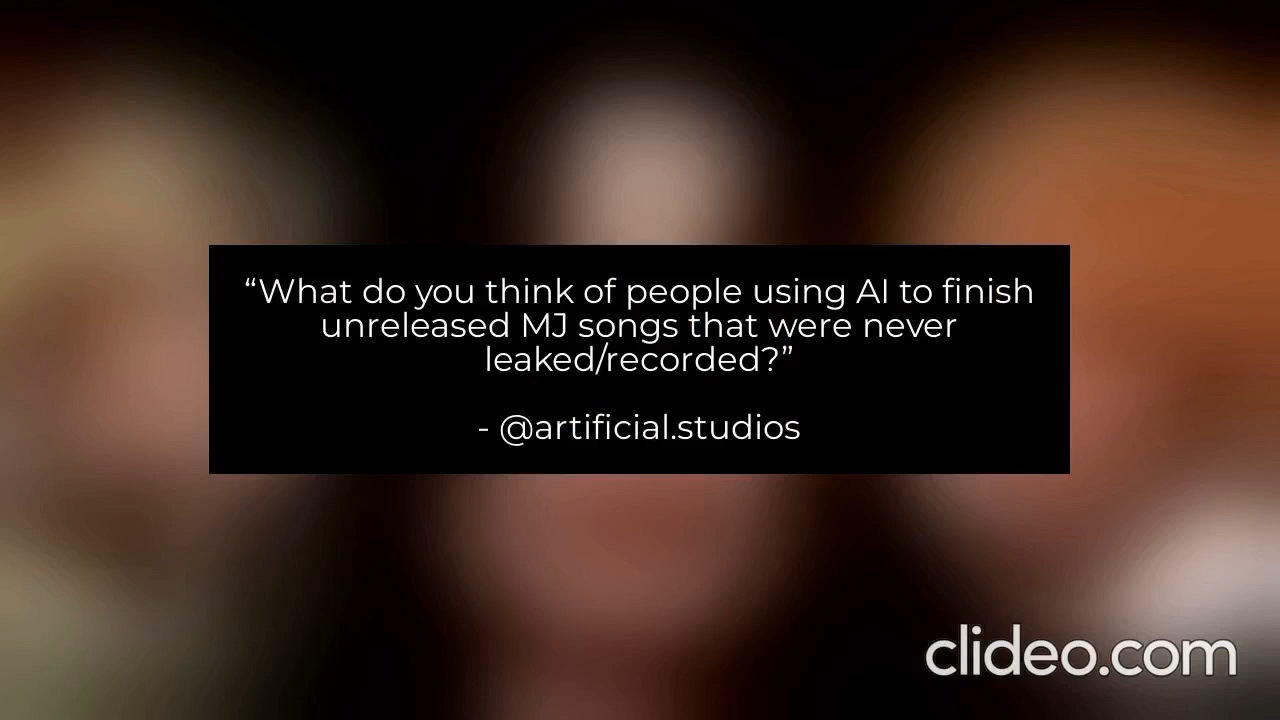 “What do you think of people using AI to finish
unreleased MJ songs that were never
leaked/recorded?”
- @artificial.studios
clideo.com